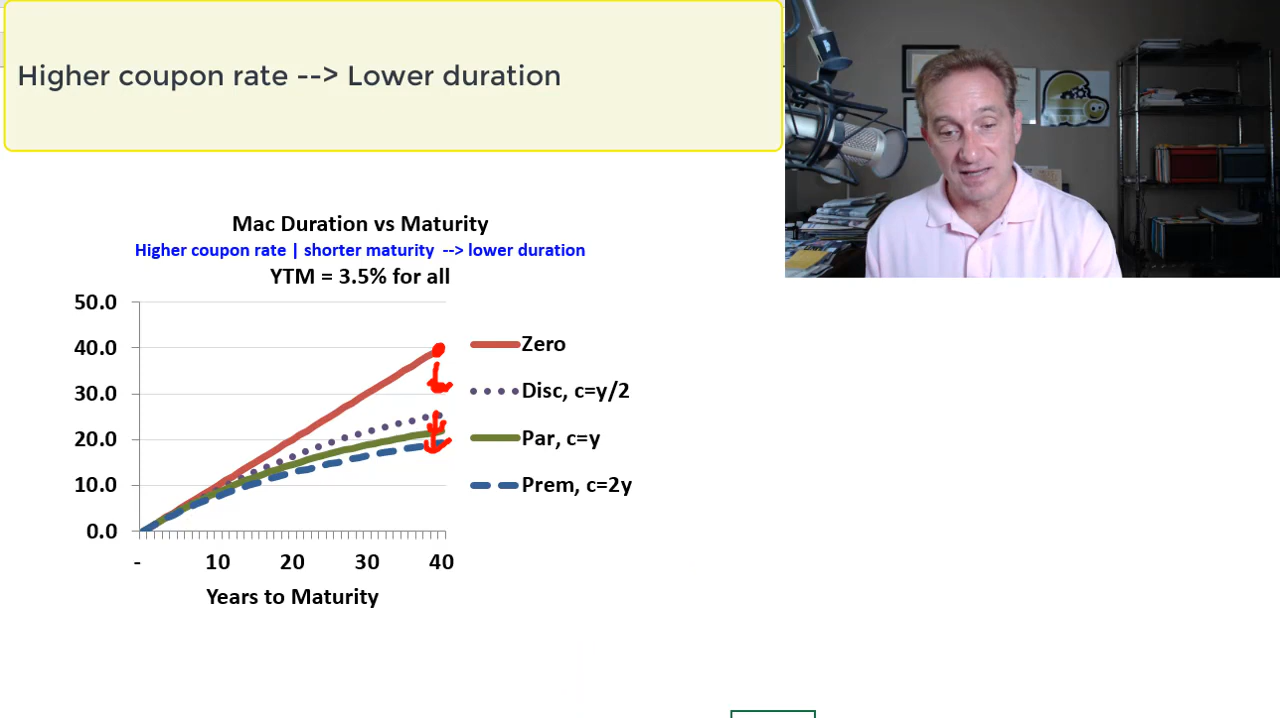 Higher coupon rate --> Lower duration
Mac Duration vs Maturity
Higher coupon rate | shorter maturity --> lower duration
YTM = 3.5% for all
50.0
40.0
30.0
20.0
10.0
0.0
- 10 20 30 40
Years to Maturity
Zero
Disc, c=y/2
Par, c=y
Prem, c=2y